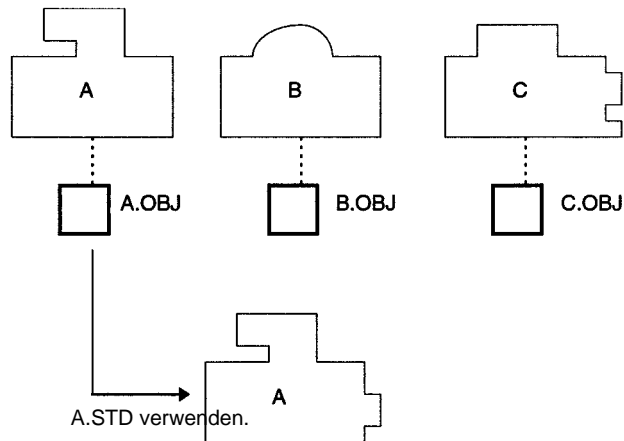 A
B
C
A.OBJ
B.OBJ
C.OBJ
A
A.STD verwenden.